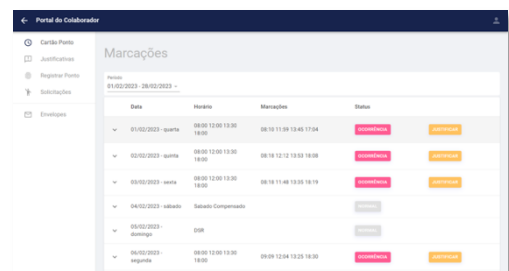 Portal do Colaborador
Cartão Ponto
Justificativas
Registrar Ponto
Solicitações
Envelopes
Marcações
Período
01/02/2023 - 28/02/2023
Data Horário Marcações Status
01/02/2023 - quarta 08:00 12:00 13:30 18:00 08:10 11:59 13:45 17:04 OCORRÊNCIA JUSTIFICAR
02/02/2023 - quinta 08:00 12:00 13:30 18:00 08:18 12:12 13:53 18:08 OCORRÊNCIA JUSTIFICAR
03/02/2023 - sexta 08:00 12:00 13:30 18:00 08:18 11:48 13:35 18:19 OCORRÊNCIA JUSTIFICAR
04/02/2023 - sábado Sabado Compensado NORMAL
05/02/2023 - domingo DSR NORMAL
06/02/2023 - segunda 08:00 12:00 13:30 18:00 09:09 12:04 13:25 18:30 OCORRÊNCIA JUSTIFICAR